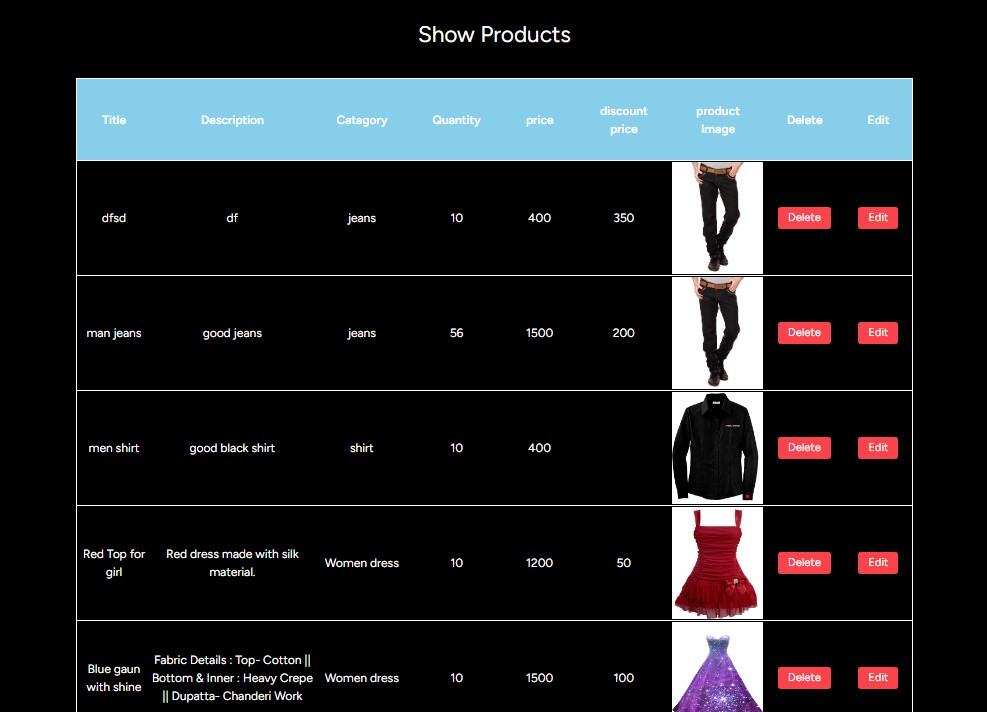 Show Products
Title Description Catagory Quantity price discount price product Image Delete Edit
dfsd df jeans 10 400 350 Delete Edit
man jeans good jeans jeans 56 1500 200 Delete Edit
men shirt good black shirt shirt 10 400 Delete Edit
Red Top for girl Red dress made with silk material. Women dress 10 1200 50 Delete Edit
Blue gaun with shine Fabric Details : Top- Cotton || Bottom & Inner : Heavy Crepe || Dupatta- Chanderi Work Women dress 10 1500 100 Delete Edit